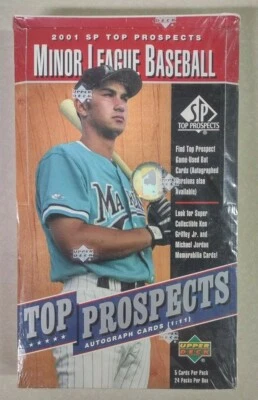 2001 SP TOP PROSPECTS
MINOR LEAGUE BASEBALL
SP
TOP PROSPECTS
Find Top Prospect
Game-Used Bat
Cards (Autographed
Versions also
Available)
Look for Super
Collectible Ken
Griffey Jr. and
Michael Jordan
Memorabilia Cards!
TOP PROSPECTS
AUTOGRAPH CARDS (1:11)
UPPER DECK
5 Cards Per Pack
24 Packs Per Box